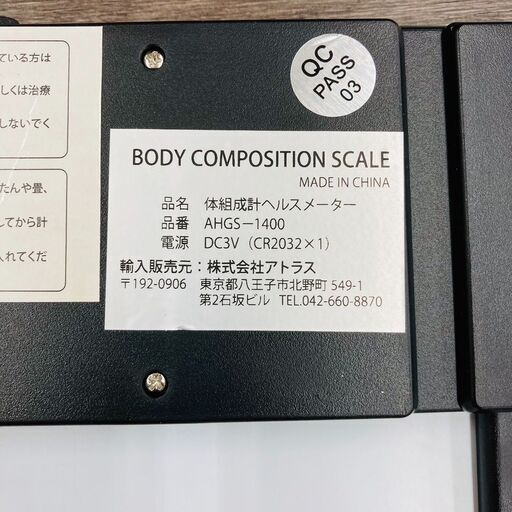 ている方は
しくは治療
しないでく
たんや畳、
してから計
入れてくだ
QC
PASS
03
BODY COMPOSITION SCALE
MADE IN CHINA
品名 体組成計ヘルスメーター
品番 AHGS-1400
電源 DC3V（CR2032×1）
輸入販売元：株式会社アトラス
〒192-0906 東京都八王子市北野町 549-1
第2石坂ビル TEL.042-660-8870